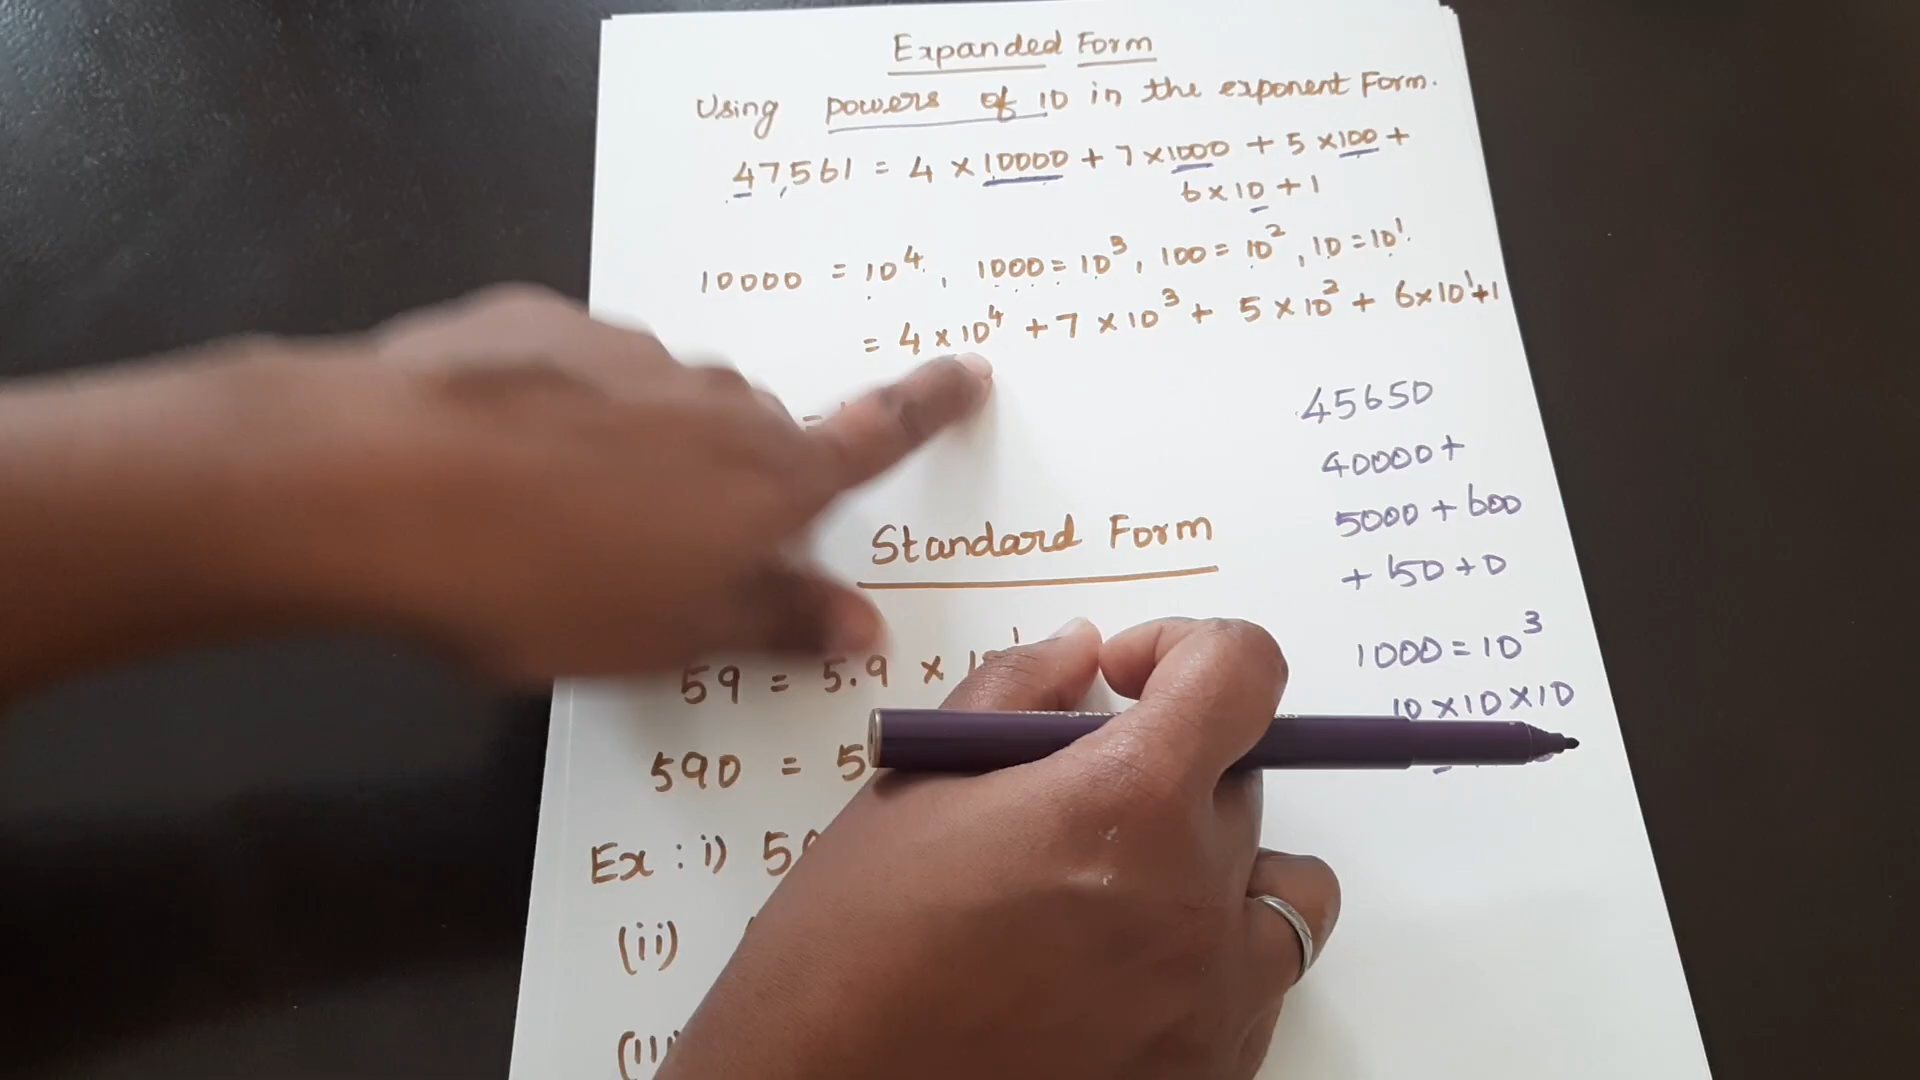 Expanded Form
Using powers of 10 in the exponent Form.
47,561 = 4 × 10000 + 7 × 1000 + 5 × 100 +
6 × 10 + 1
10000 = 10⁴, 1000 = 10³, 100 = 10², 10 = 10¹.
= 4 × 10⁴ + 7 × 10³ + 5 × 10² + 6 × 10¹ + 1
=
45650
40000 +
5000 + 600
+ 50 + 0
Standard Form
1000 = 10³
10 × 10 × 10
59 = 5.9 × 10¹
590 = 5
Ex : i) 5
(ii)
(iii)